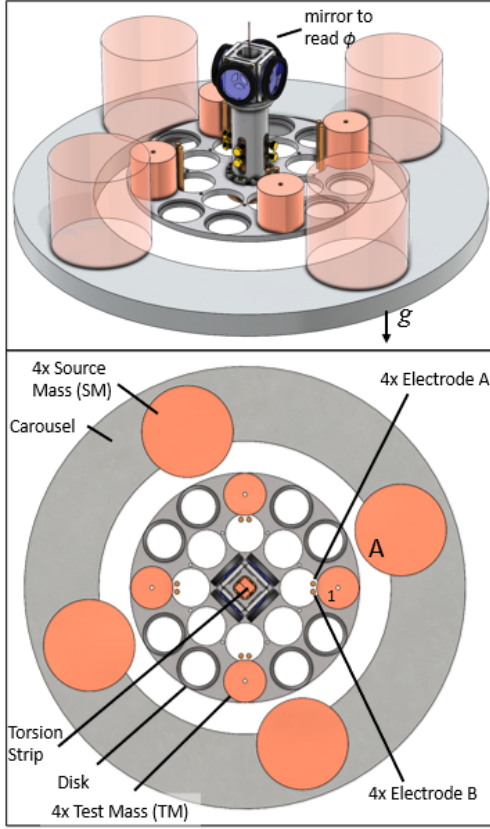 mirror to
read ϕ
g
4x Source
Mass (SM)
4x Electrode A
Carousel
A
1
Torsion
Strip
Disk
4x Test Mass (TM)
4x Electrode B